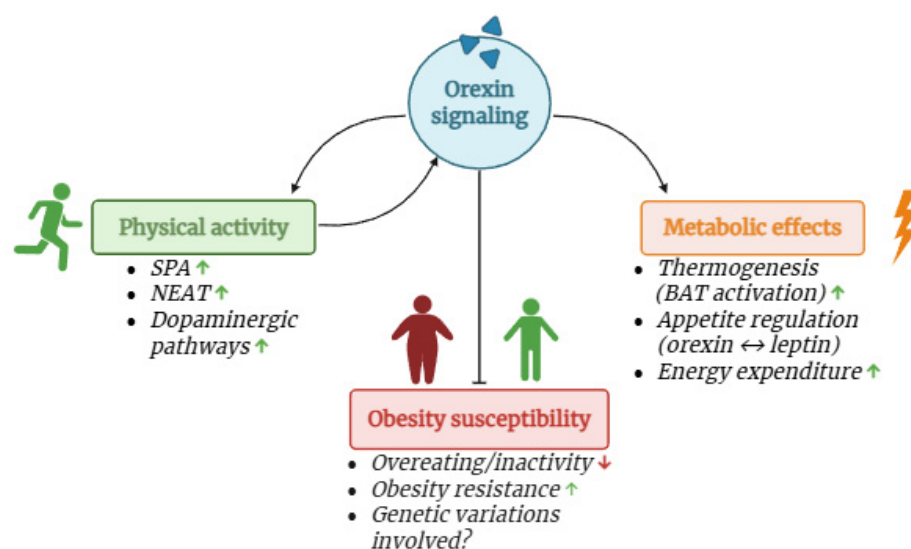 Orexin
signaling
Physical activity
• SPA ↑
• NEAT ↑
• Dopaminergic
pathways ↑
Metabolic effects
• Thermogenesis
(BAT activation) ↑
• Appetite regulation
(orexin ↔ leptin)
• Energy expenditure ↑
Obesity susceptibility
• Overeating/inactivity ↓
• Obesity resistance ↑
• Genetic variations
involved?